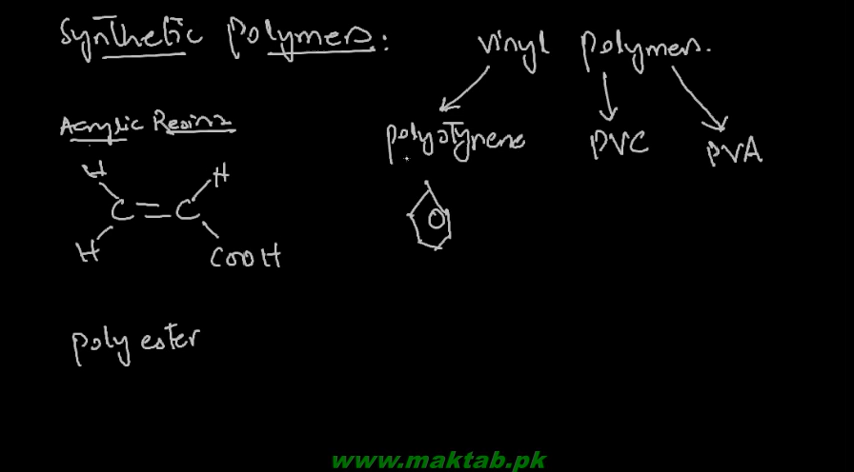 Synthetic Polymers:
vinyl polymers.
Acrylic Resins
polystyrene
PVC
PVA
H
H
C=C
H
COOH
polyester
www.maktab.pk